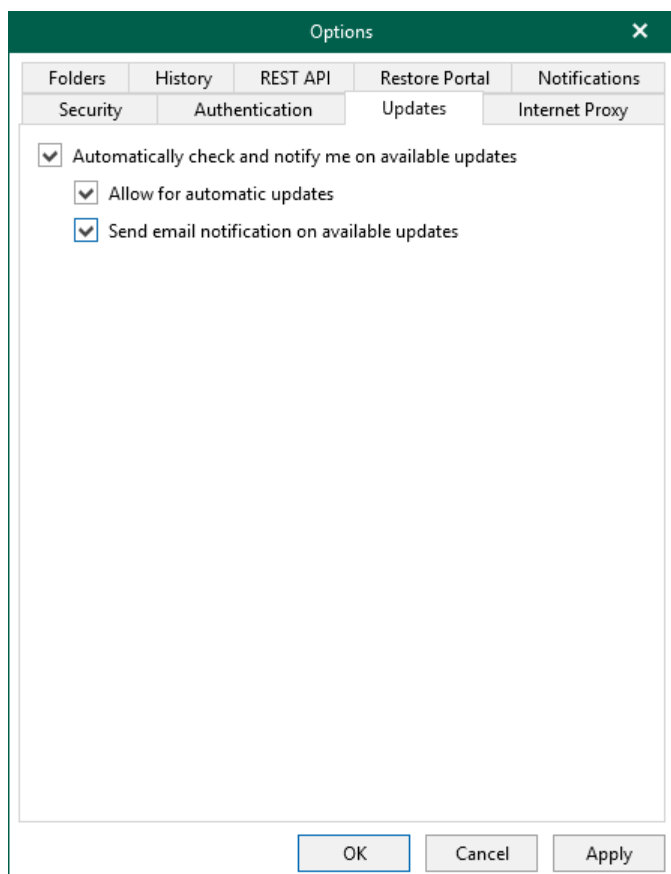 Options
Folders History REST API Restore Portal Notifications
Security Authentication Updates Internet Proxy
Automatically check and notify me on available updates
Allow for automatic updates
Send email notification on available updates
OK Cancel Apply